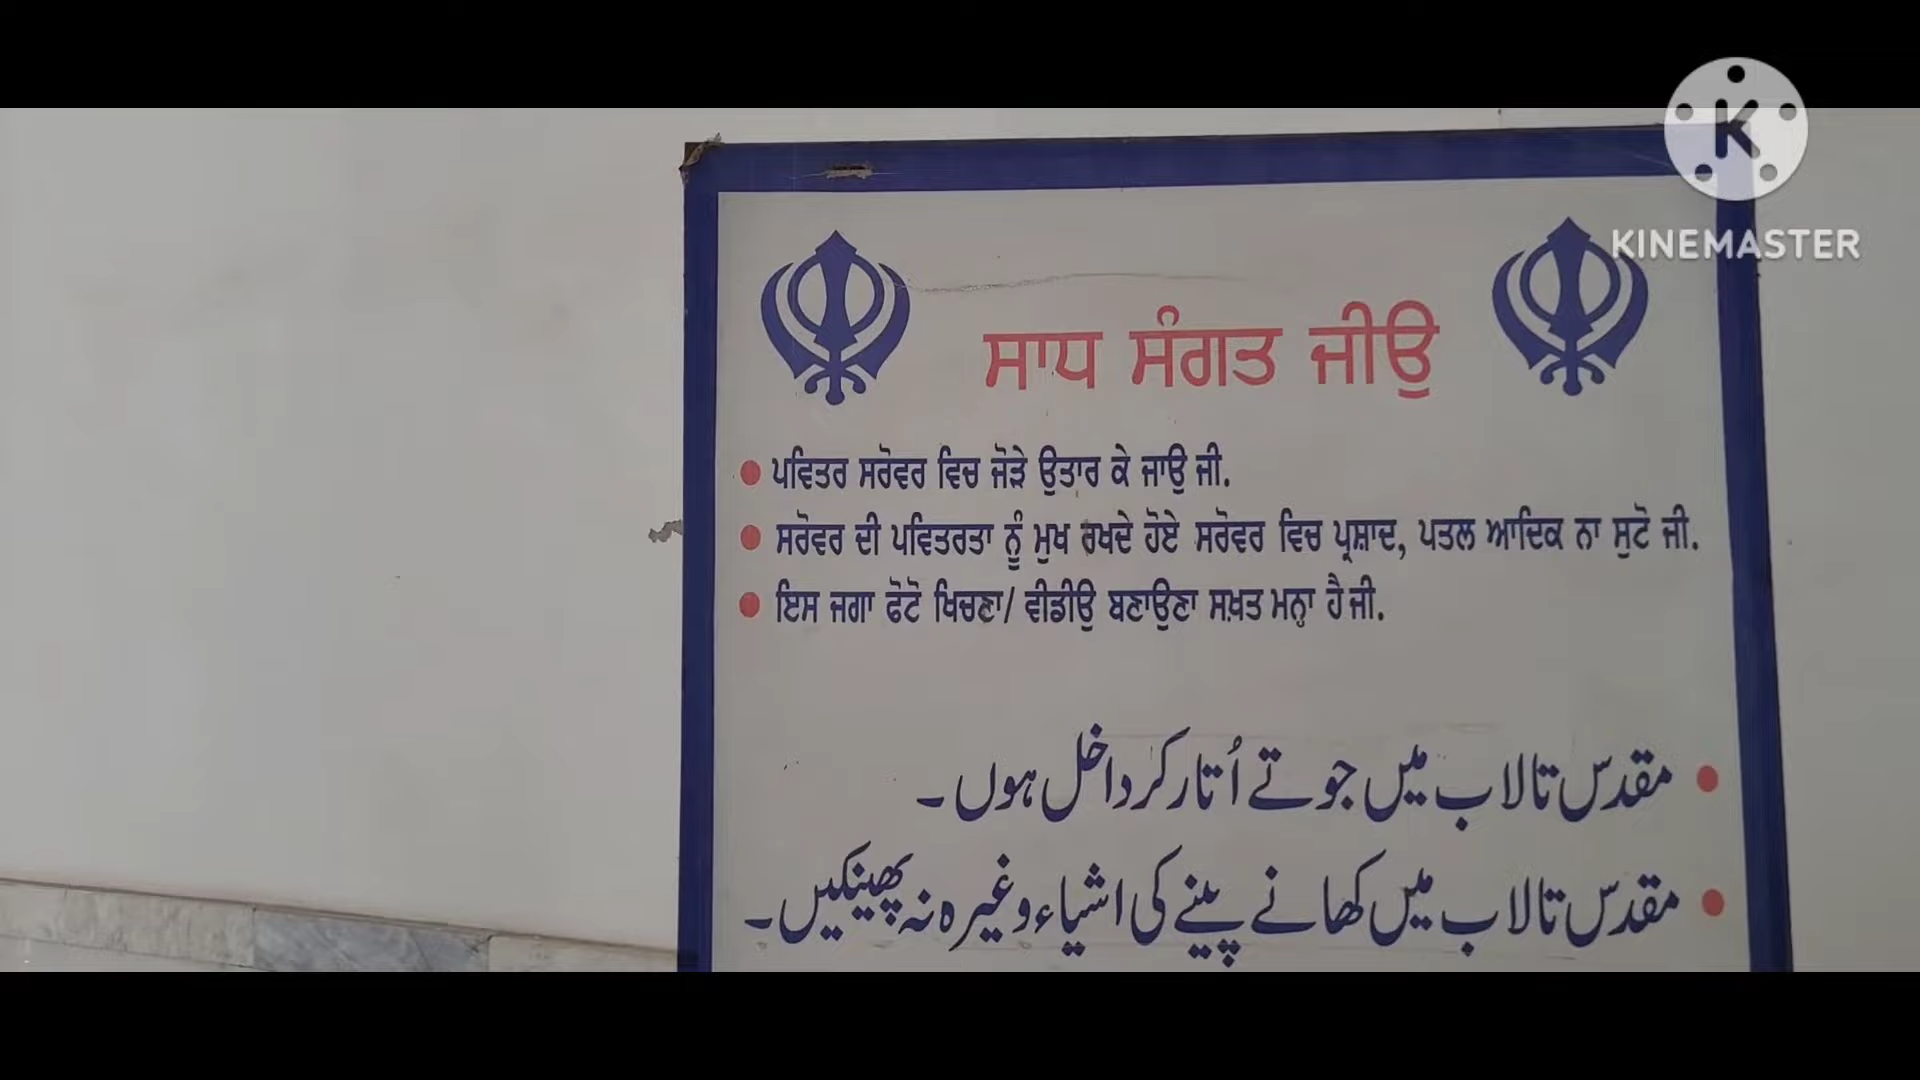 KINEMASTER
ਸਾਧ ਸੰਗਤ ਜੀਉ
ਪਵਿਤਰ ਸਰੋਵਰ ਵਿਚ ਜੋੜੇ ਉਤਾਰ ਕੇ ਜਾਉ ਜੀ.
ਸਰੋਵਰ ਦੀ ਪਵਿਤਰਤਾ ਨੂੰ ਮੁਖ ਰਖਦੇ ਹੋਏ ਸਰੋਵਰ ਵਿਚ ਪ੍ਰਸ਼ਾਦ, ਪਤਲ ਆਦਿਕ ਨਾ ਸੁਟੋ ਜੀ.
ਇਸ ਜਗਾ ਫੋਟੋ ਖਿਚਣਾ/ ਵੀਡੀਉ ਬਣਾਉਣਾ ਸਖ਼ਤ ਮਨ੍ਹਾ ਹੈ ਜੀ.
مقدس تالاب میں جوتے اُتار کر داخل ہوں۔
مقدس تالاب میں کھانے پینے کی اشیاء وغیرہ نہ پھینکیں۔